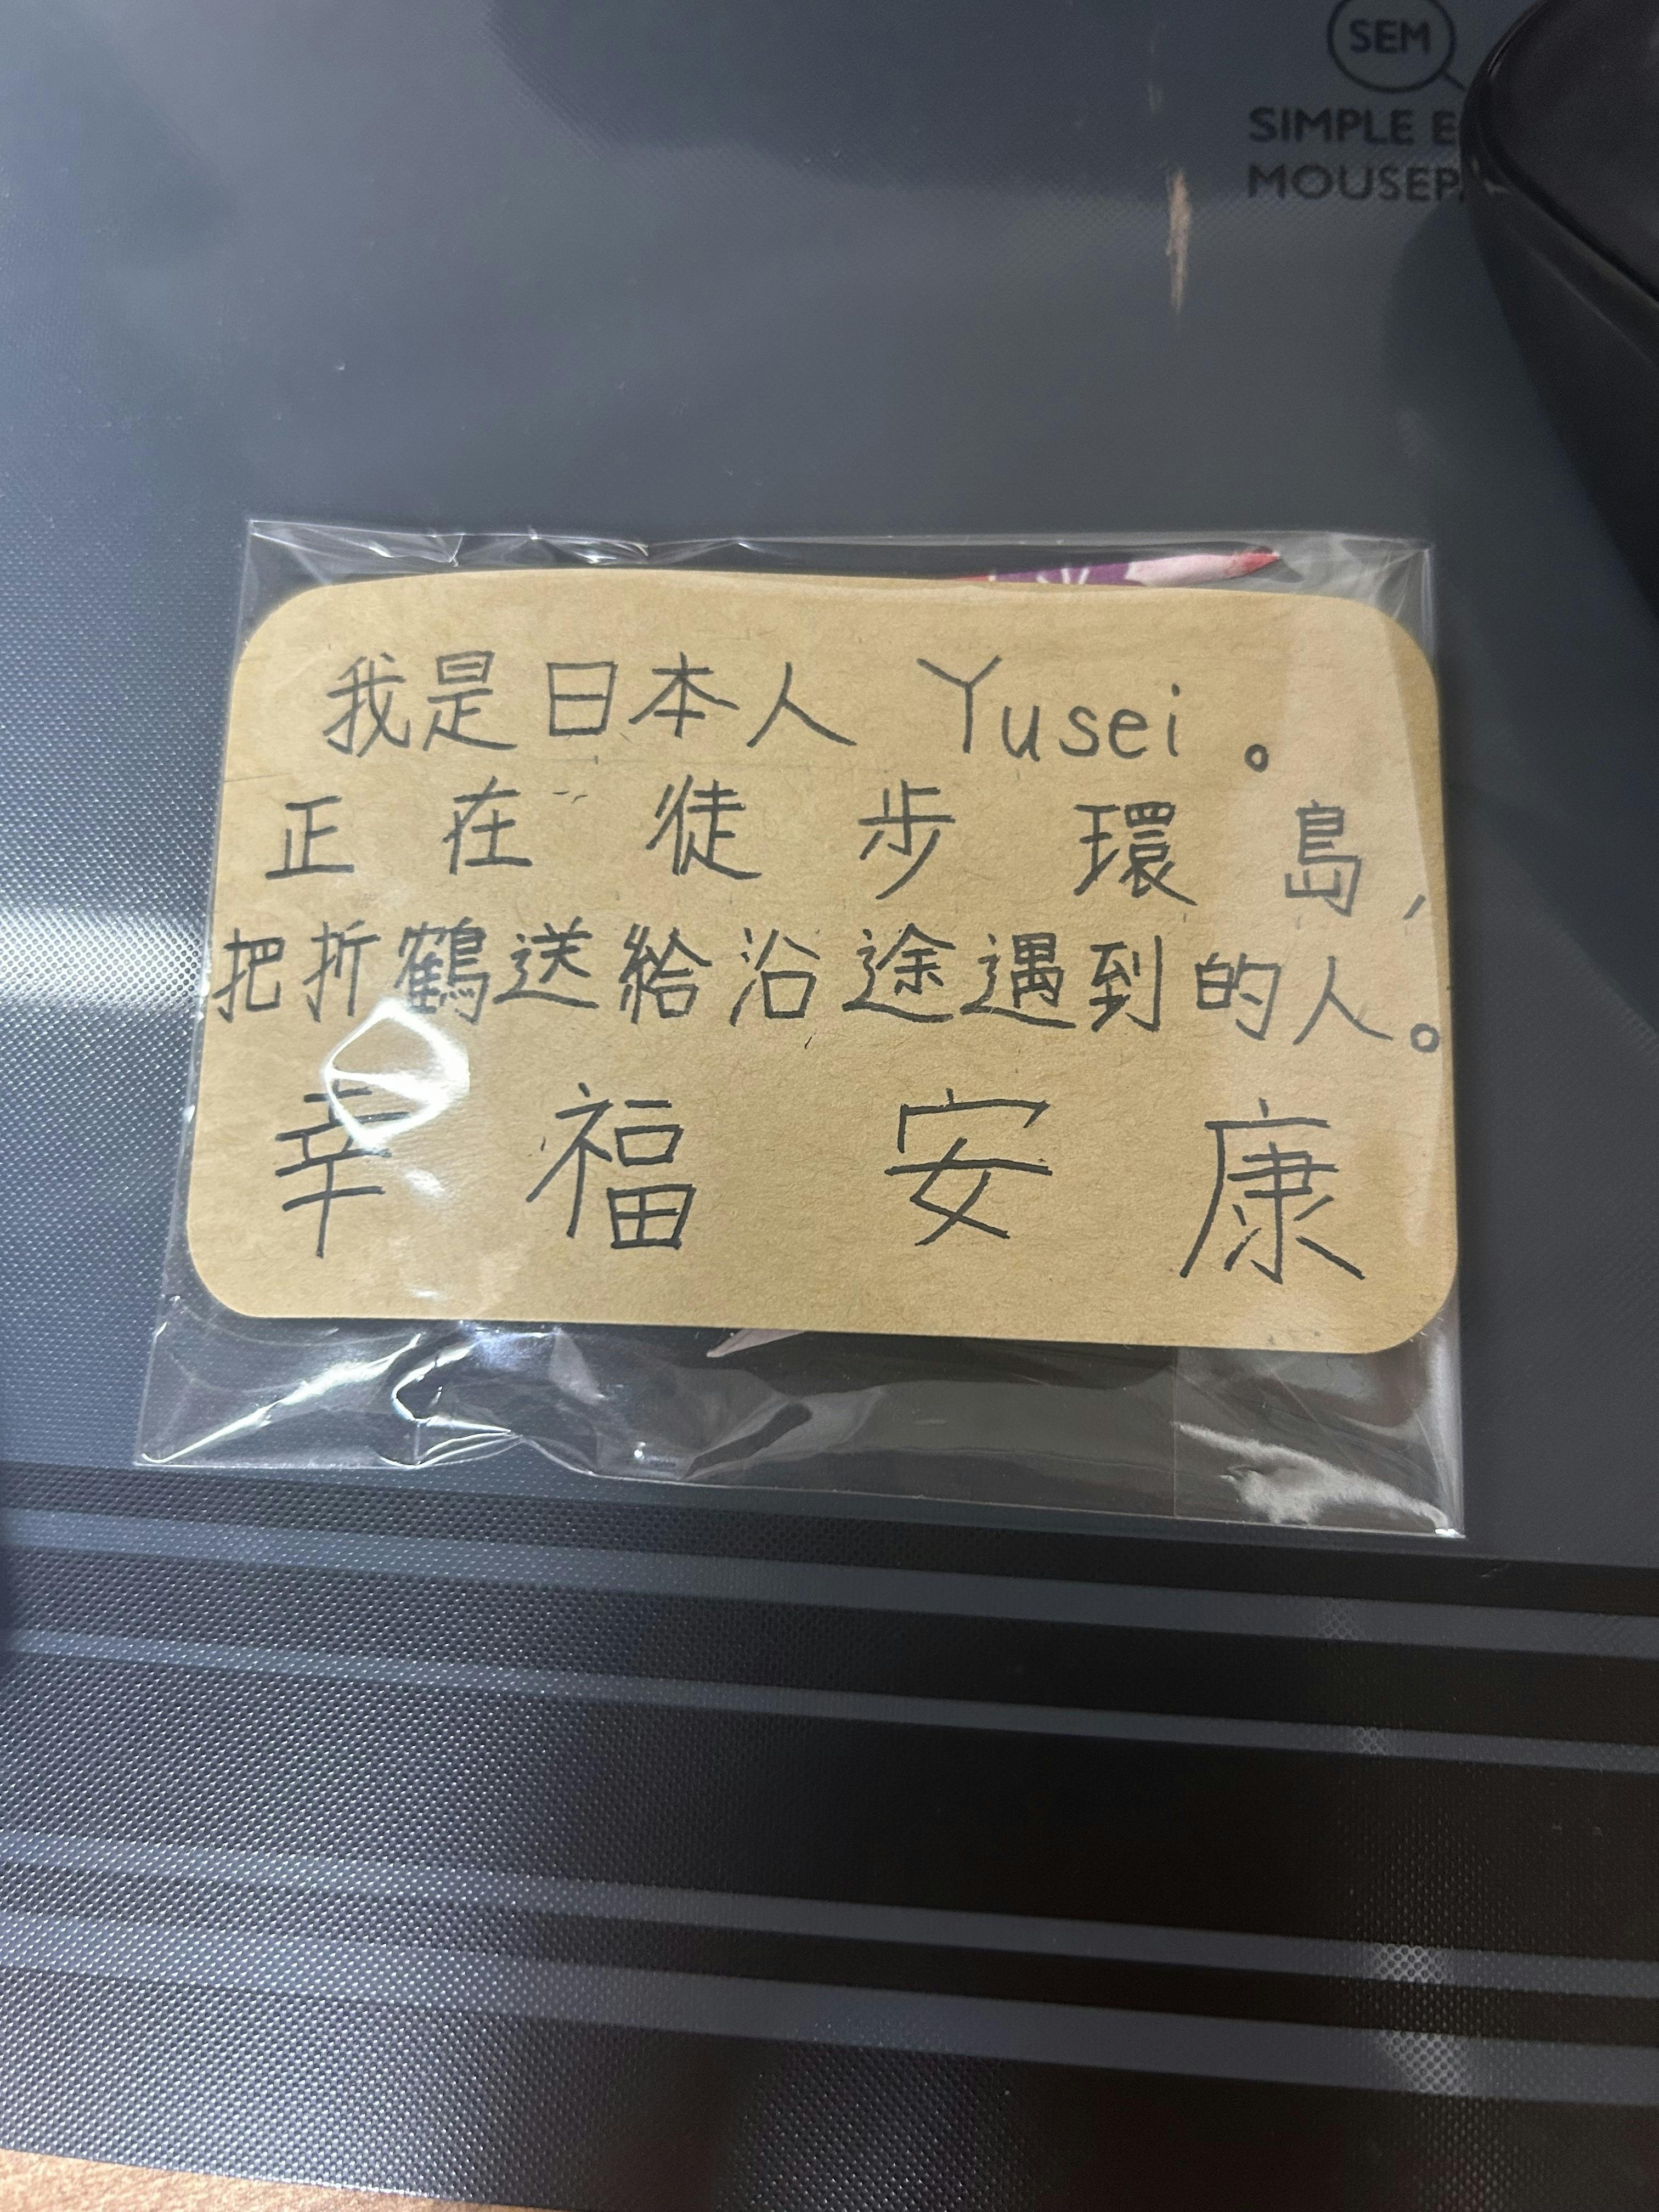 SEM
SIMPLE E
MOUSEP
我是日本人 Yusei。
正在徒步環島,
把折鶴送給沿途遇到的人。
幸福安康